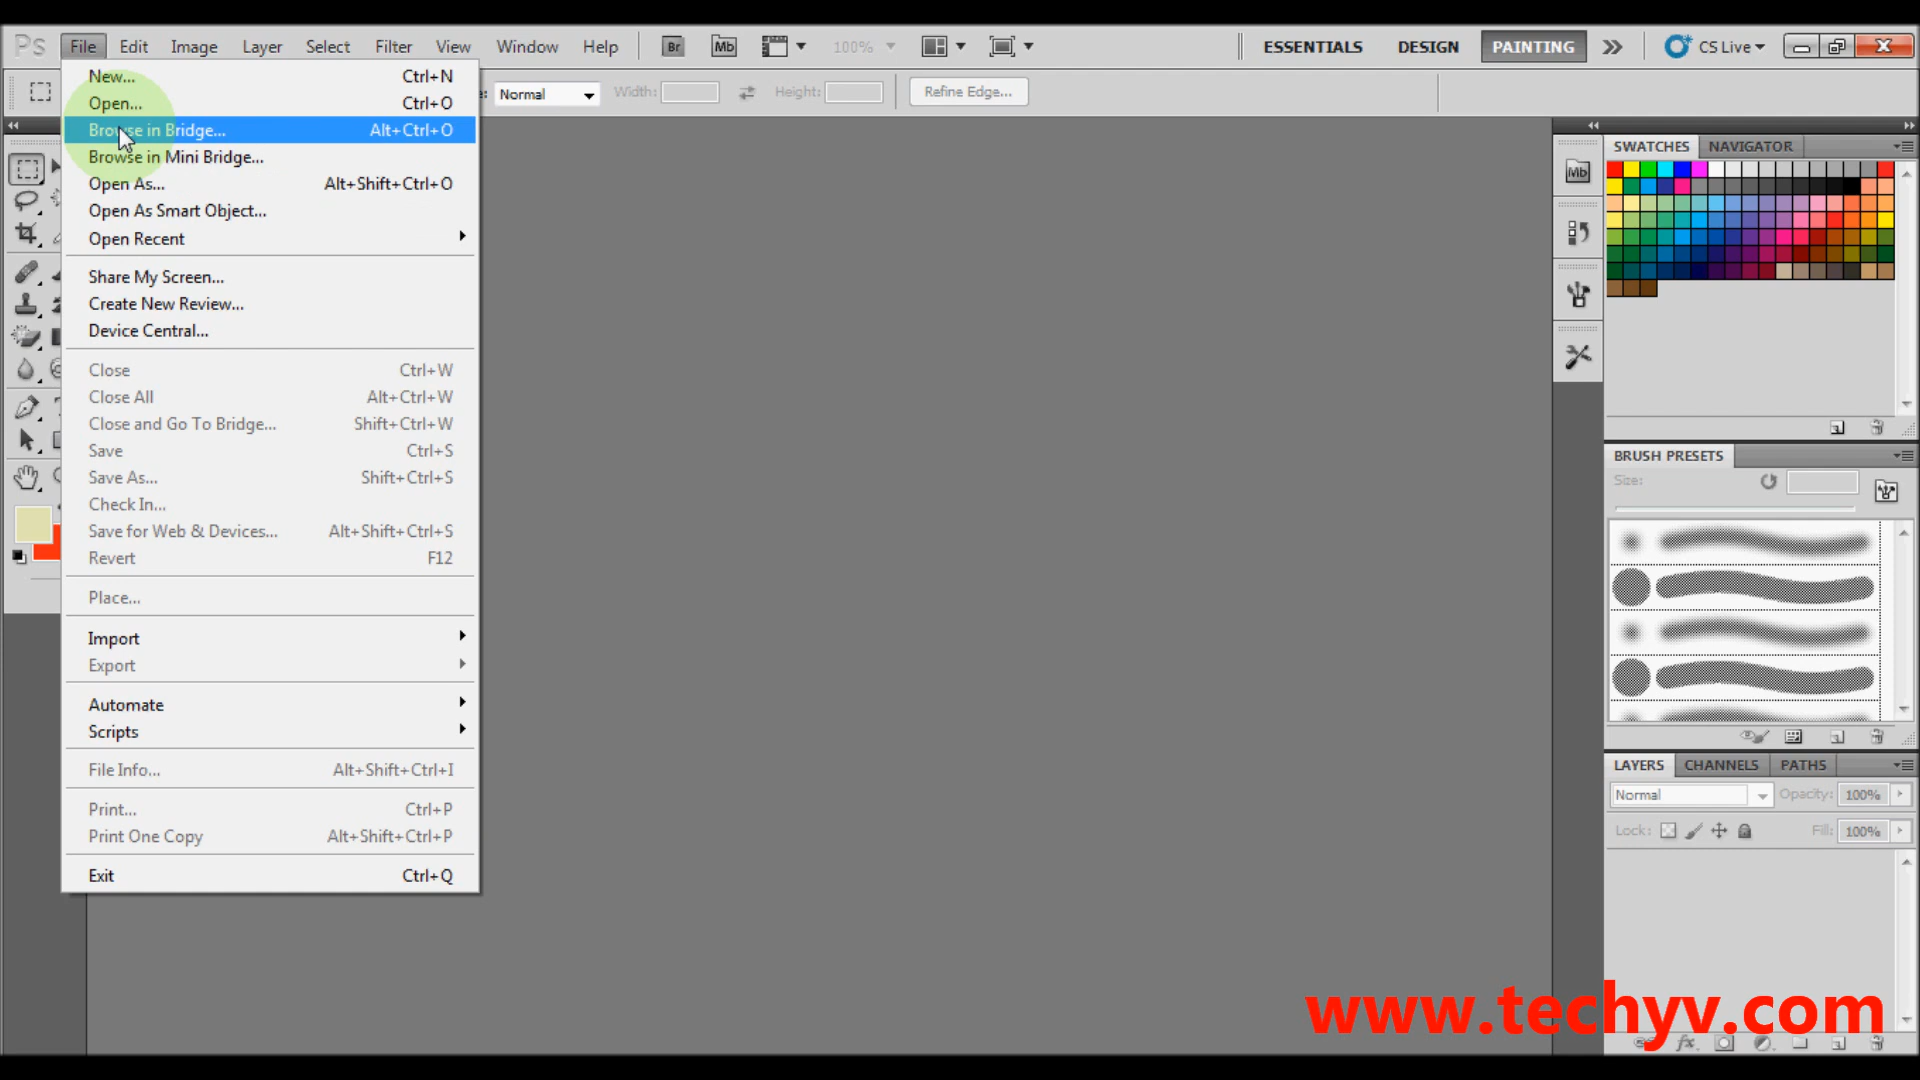 Ps File Edit Image Layer Select Filter View Window Help Br Mb 100% ESSENTIALS DESIGN PAINTING CS Live
Normal Width: Height: Refine Edge...
New... Ctrl+N
Open... Ctrl+O
Browse in Bridge... Alt+Ctrl+O
Browse in Mini Bridge...
Open As... Alt+Shift+Ctrl+O
Open As Smart Object...
Open Recent
Share My Screen...
Create New Review...
Device Central...
Close Ctrl+W
Close All Alt+Ctrl+W
Close and Go To Bridge... Shift+Ctrl+W
Save Ctrl+S
Save As... Shift+Ctrl+S
Check In...
Save for Web & Devices... Alt+Shift+Ctrl+S
Revert F12
Place...
Import
Export
Automate
Scripts
File Info... Alt+Shift+Ctrl+I
Print... Ctrl+P
Print One Copy Alt+Shift+Ctrl+P
Exit Ctrl+Q
SWATCHES NAVIGATOR
Mb
BRUSH PRESETS
Size:
LAYERS CHANNELS PATHS
Normal Opacity: 100%
Lock: Fill: 100%
www.techyv.com
fx